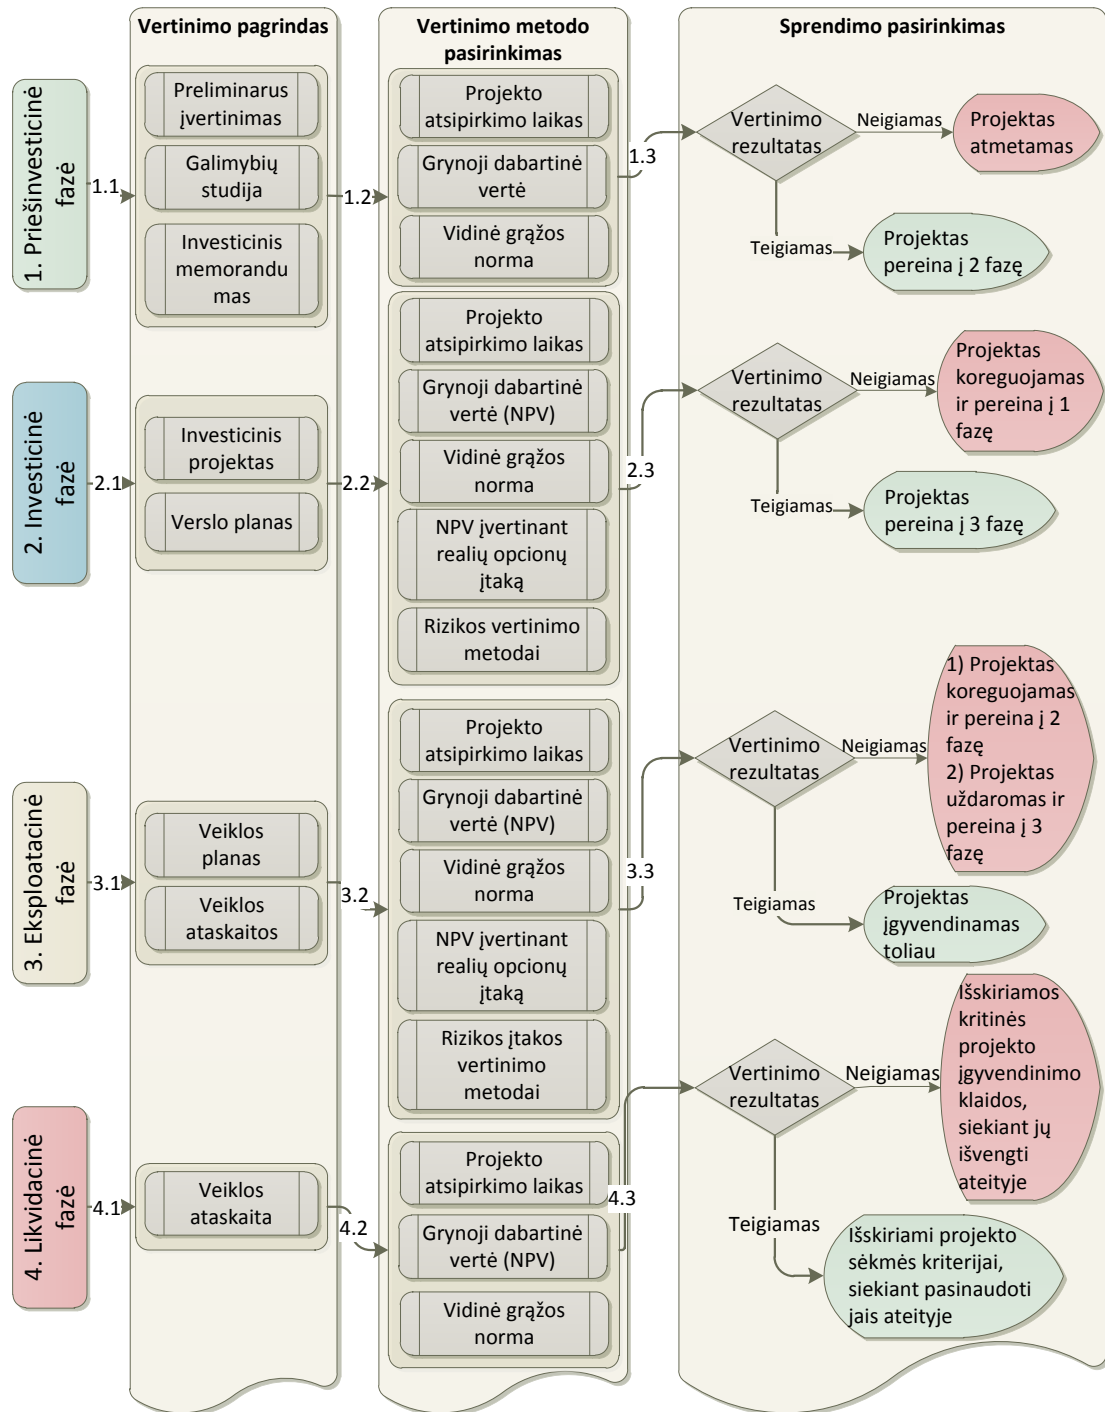 Vertinimo pagrindas
Vertinimo metodo
pasirinkimas
Sprendimo pasirinkimas
1. Priešinvesticinė
fazė
1.1
Preliminarus
įvertinimas
Galimybių
studija
Investicinis
memorandu
mas
1.2
Projekto
atsipirkimo laikas
Grynoji dabartinė
vertė
Vidinė grąžos
norma
1.3
Vertinimo
rezultatas
Neigiamas
Projektas
atmetamas
Teigiamas
Projektas
pereina į 2 fazę
2. Investicinė
fazė
2.1
Investicinis
projektas
Verslo planas
2.2
Projekto
atsipirkimo laikas
Grynoji dabartinė
vertė (NPV)
Vidinė grąžos
norma
NPV įvertinant
realių opcionų
įtaką
Rizikos vertinimo
metodai
2.3
Vertinimo
rezultatas
Neigiamas
Projektas
koreguojamas
ir pereina į 1
fazę
Teigiamas
Projektas
pereina į 3 fazę
3. Eksploatacinė
fazė
3.1
Veiklos
planas
Veiklos
ataskaitos
3.2
Projekto
atsipirkimo laikas
Grynoji dabartinė
vertė (NPV)
Vidinė grąžos
norma
NPV įvertinant
realių opcionų
įtaką
Rizikos įtakos
vertinimo
metodai
3.3
Vertinimo
rezultatas
Neigiamas
1) Projektas
koreguojamas
ir pereina į 2
fazę
2) Projektas
uždaromas ir
pereina į 3
fazę
Teigiamas
Projektas
įgyvendinamas
toliau
4. Likvidacinė
fazė
4.1
Veiklos
ataskaita
4.2
Projekto
atsipirkimo laikas
Grynoji dabartinė
vertė (NPV)
Vidinė grąžos
norma
4.3
Vertinimo
rezultatas
Neigiamas
Išskiriamos
kritinės
projekto
įgyvendinimo
klaidos,
siekiant jų
išvengti
ateityje
Teigiamas
Išskiriami projekto
sėkmės kriterijai,
siekiant pasinaudoti
jais ateityje